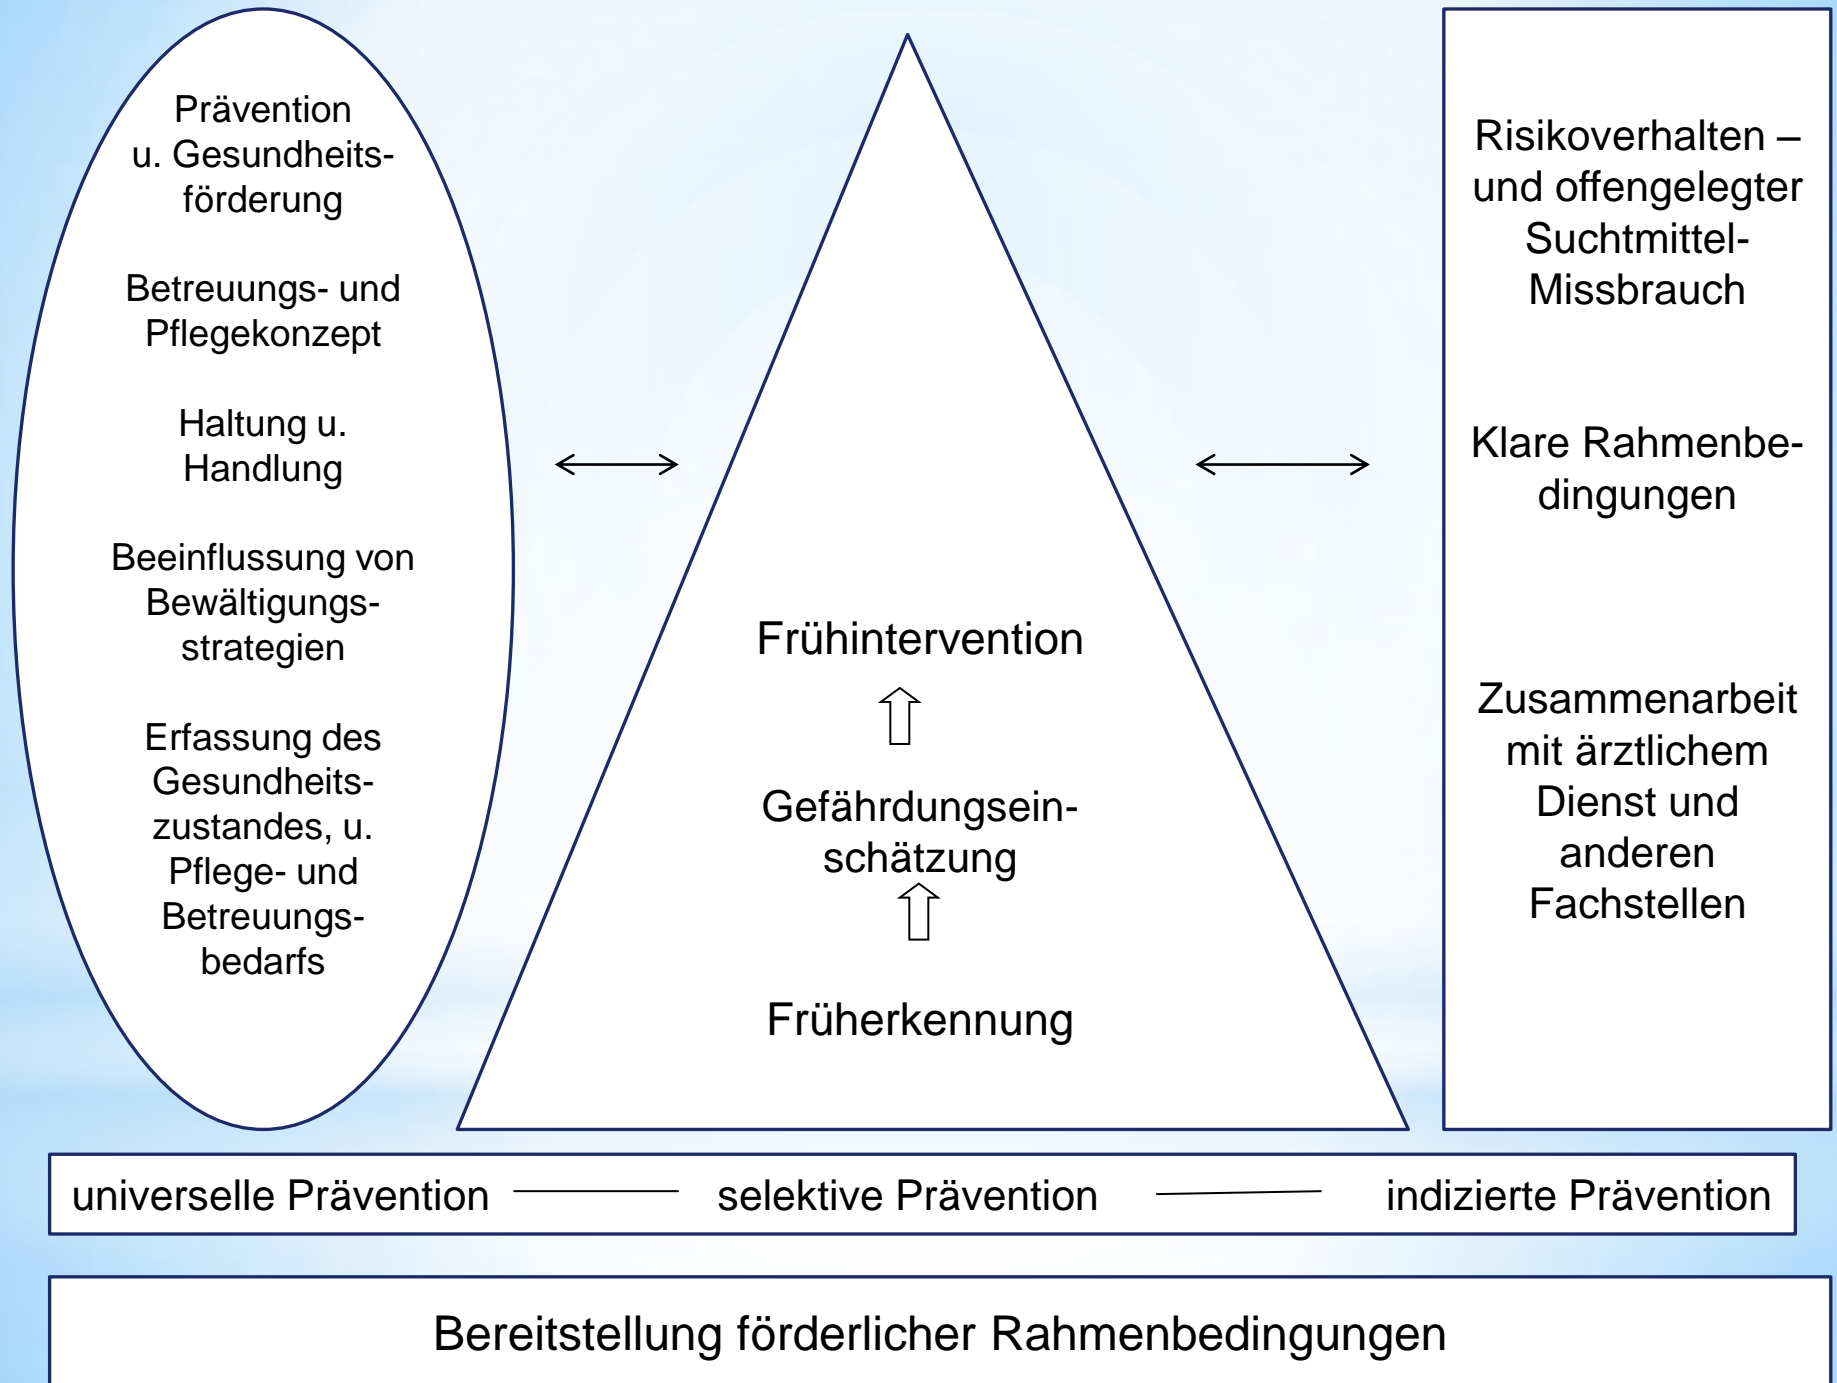 Prävention
u. Gesundheits-
förderung
Betreuungs- und
Pflegekonzept
Haltung u.
Handlung
Beeinflussung von
Bewältigungs-
strategien
Erfassung des
Gesundheits-
zustandes, u.
Pflege- und
Betreuungs-
bedarfs
Frühintervention
Gefährdungsein-
schätzung
Früherkennung
Risikoverhalten –
und offengelegter
Suchtmittel-
Missbrauch
Klare Rahmenbe-
dingungen
Zusammenarbeit
mit ärztlichem
Dienst und
anderen
Fachstellen
universelle Prävention selektive Prävention indizierte Prävention
Bereitstellung förderlicher Rahmenbedingungen